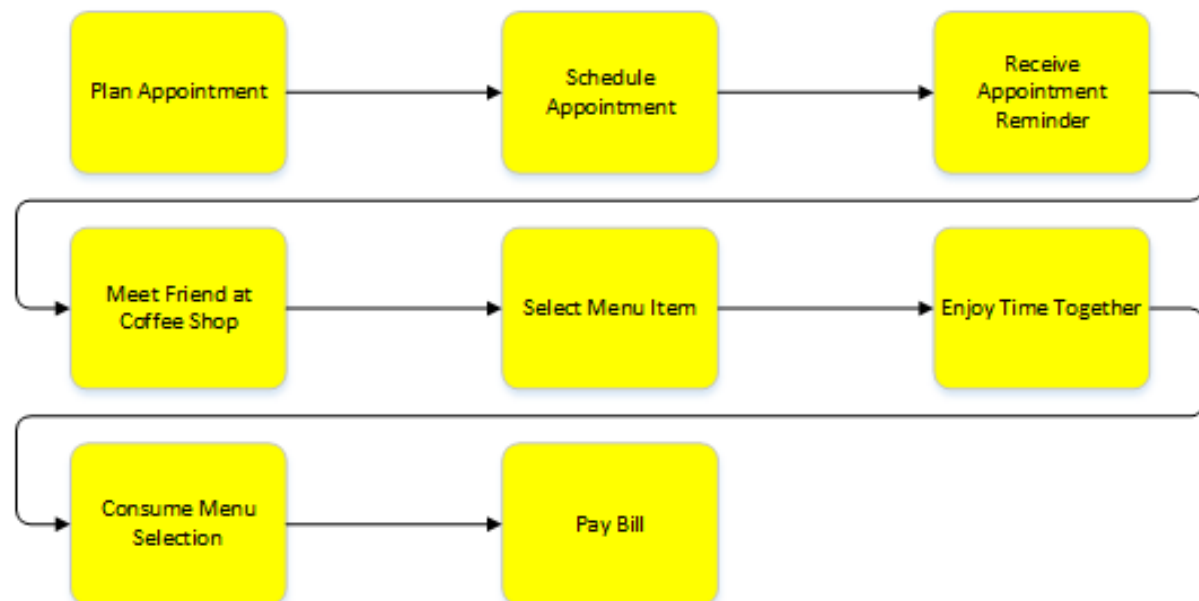 Plan Appointment
Schedule
Appointment
Receive
Appointment
Reminder
Meet Friend at
Coffee Shop
Select Menu Item
Enjoy Time Together
Consume Menu
Selection
Pay Bill